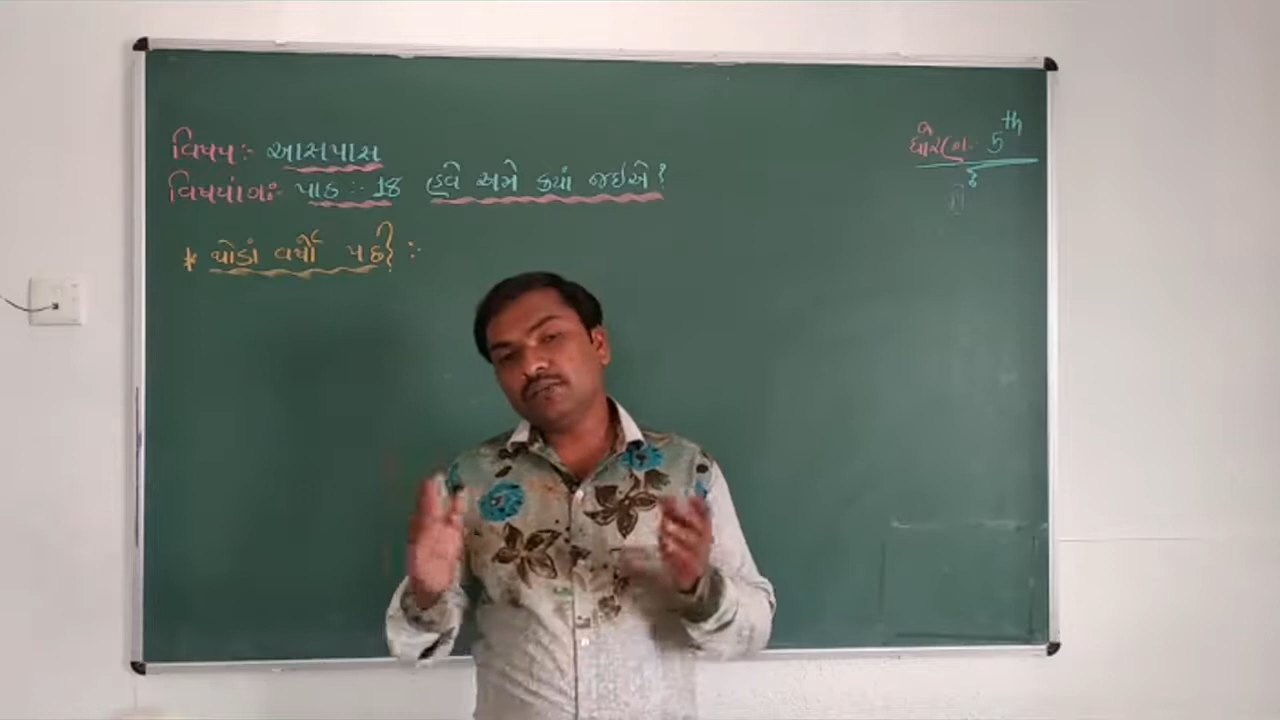 વિષય :- આસપાસ
ધોરણ :- 5th
વિષયાંગ :- પાઠ :- 18 હવે અમે ક્યાં જઈએ ?
* થોડાં વર્ષો પછી :-